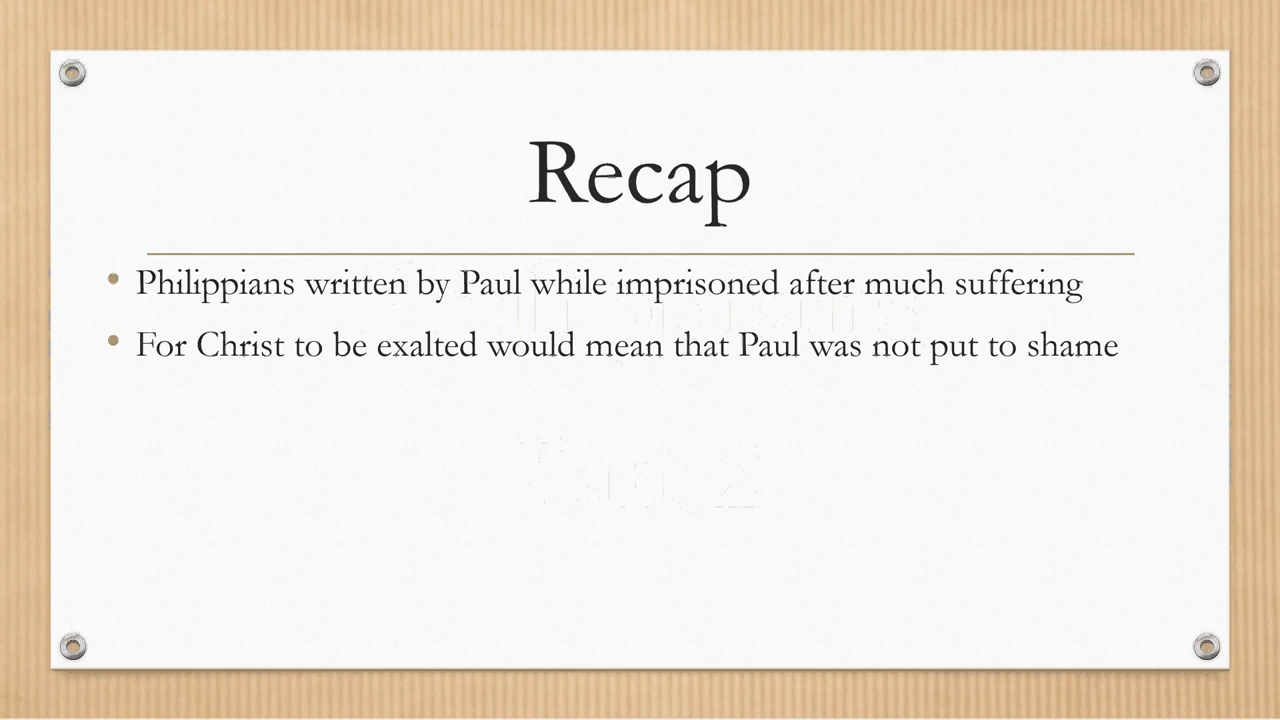 Recap
• Philippians written by Paul while imprisoned after much suffering
• For Christ to be exalted would mean that Paul was not put to shame